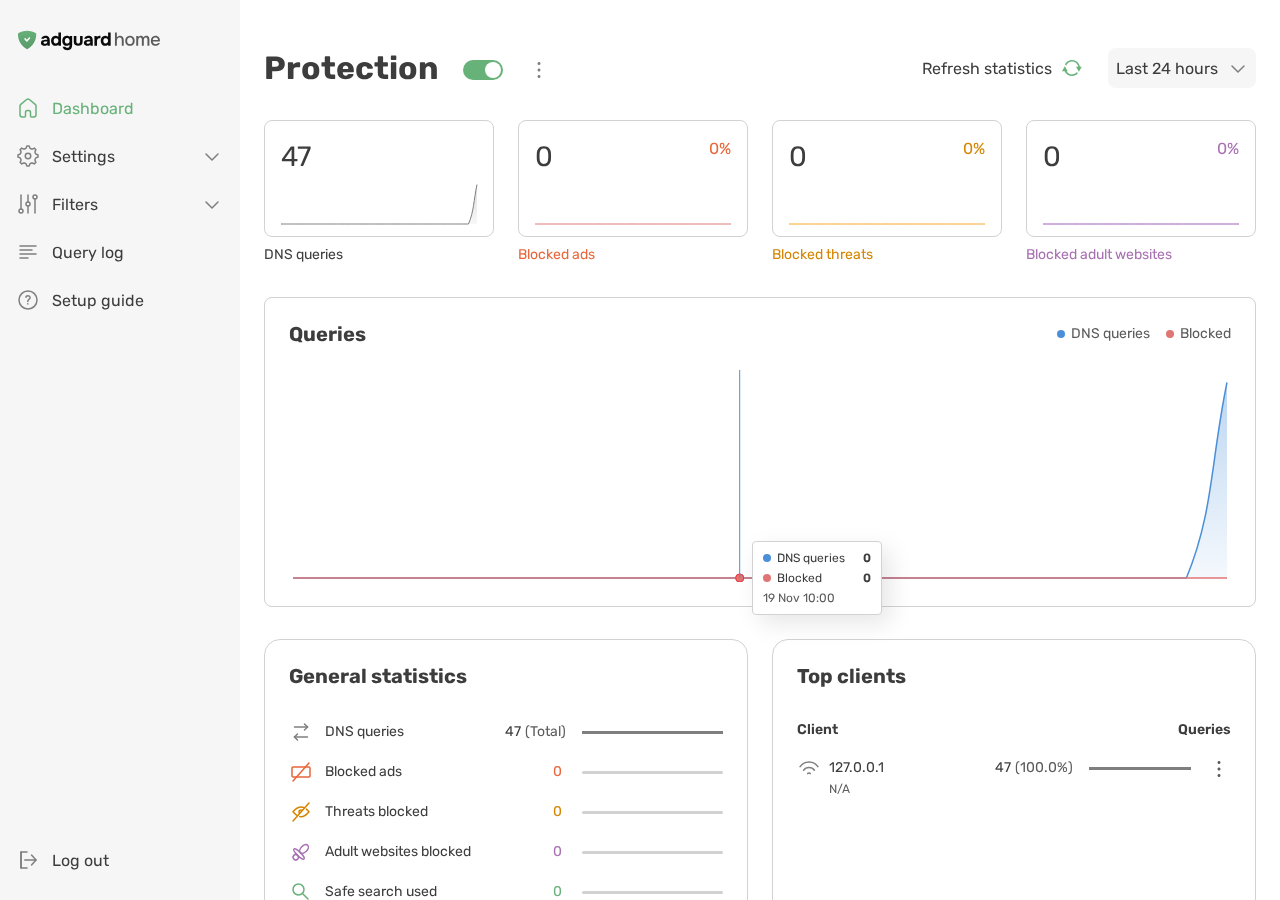 adguard home
Dashboard
Settings
Filters
Query log
Setup guide
Log out
Protection
Refresh statistics
Last 24 hours
47
DNS queries
0
0%
Blocked ads
0
0%
Blocked threats
0
0%
Blocked adult websites
Queries
DNS queries
Blocked
DNS queries 0
Blocked 0
19 Nov 10:00
General statistics
DNS queries 47 (Total)
Blocked ads 0
Threats blocked 0
Adult websites blocked 0
Safe search used 0
Top clients
Client Queries
127.0.0.1 47 (100.0%)
N/A